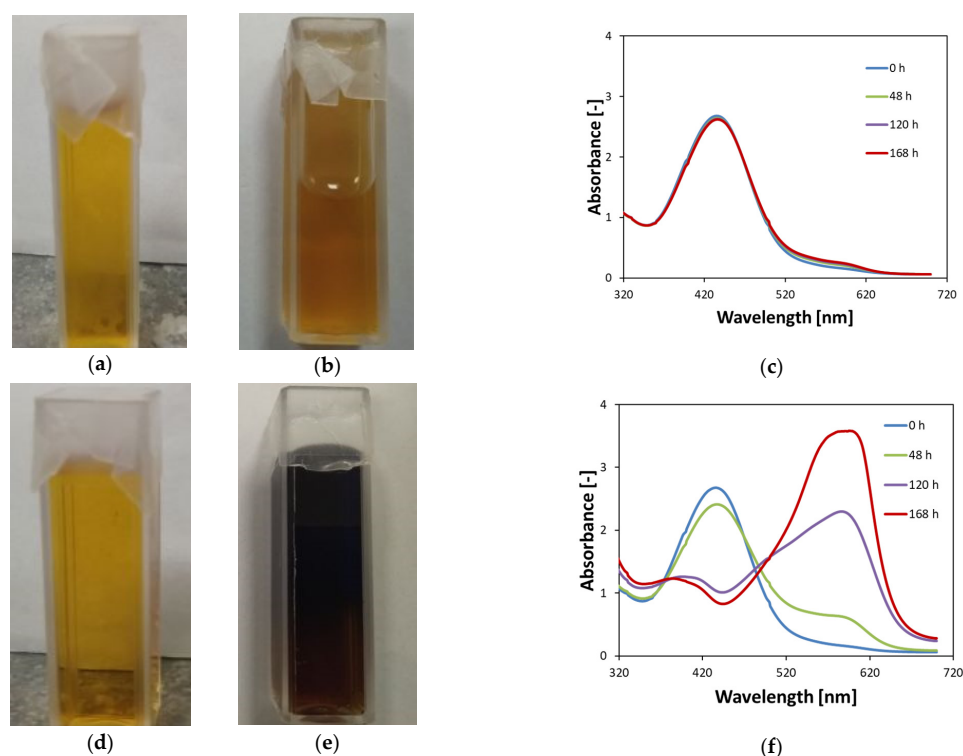 4
0 h
48 h
3
120 h
168 h
2
Absorbance [-]
1
0
320
420
520
620
720
Wavelength [nm]
(a)
(b)
(c)
4
0 h
48 h
3
120 h
168 h
2
Absorbance [-]
1
0
320
420
520
620
720
Wavelength [nm]
(d)
(e)
(f)